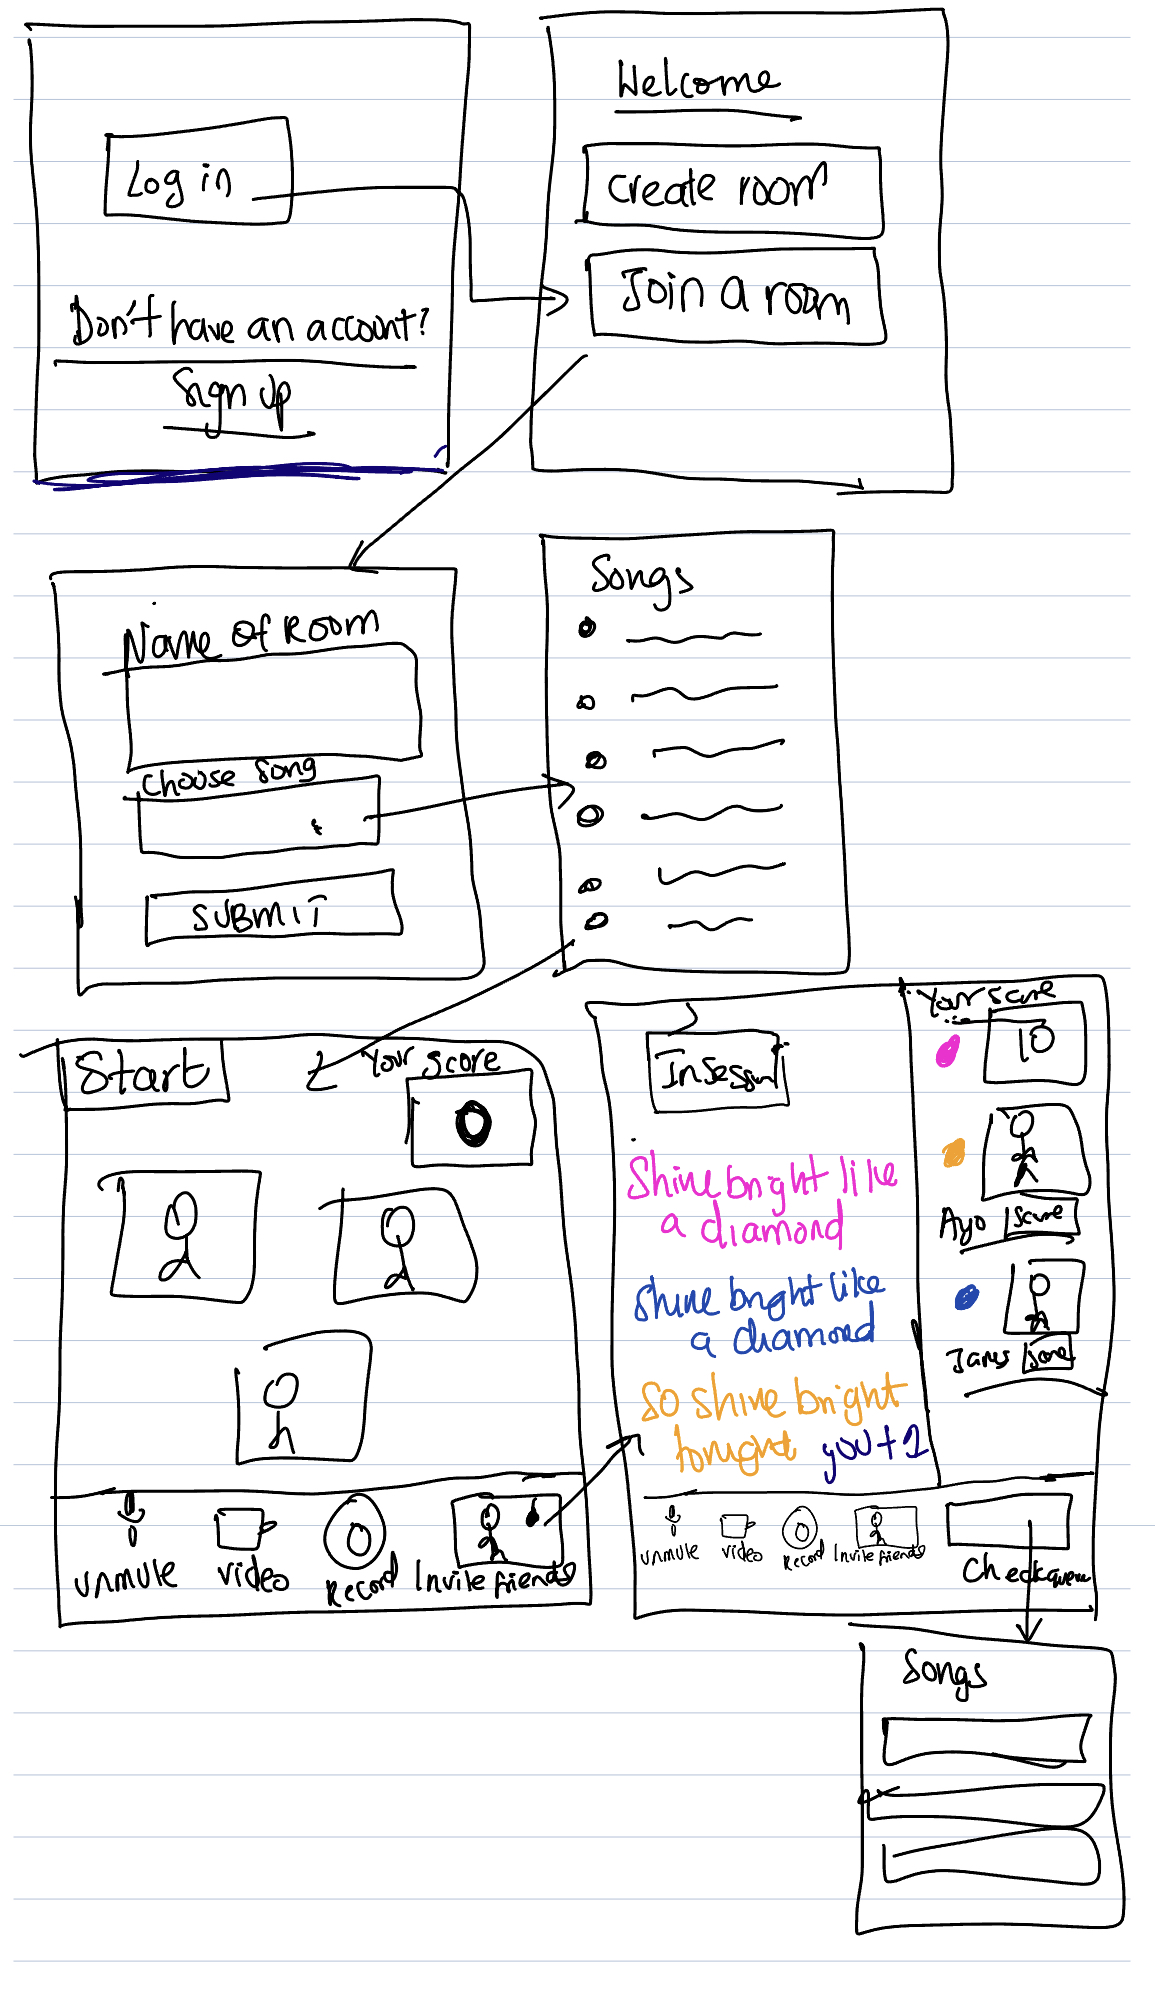 Log in
Don't have an account?
Sign up
Welcome
Create room
Join a room
Name of Room
Choose Song
SUBMIT
Songs
Start
Your score
0
Unmute
Video
Record
Invite friends
In Session
Shine bright like
a diamond
Shine bright like
a diamond
So shine bright
tonight you+1
Your score
10
Ayo score
James score
Unmute
Video
Record
Invite friends
Check queue
Songs